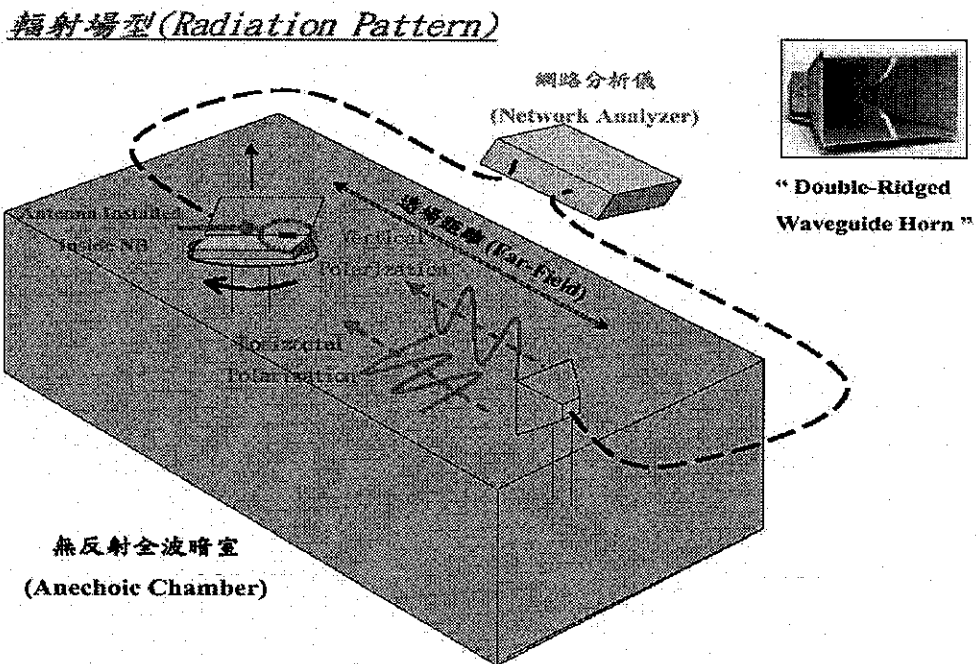 輻射場型(Radiation Pattern)
網路分析儀
(Network Analyzer)
“ Double-Ridged
Waveguide Horn ”
Antenna Installed
Inside NB
遠場距離 (Far-Field)
Vertical
Polarization
Horizontal
Polarization
無反射全波暗室
(Anechoic Chamber)